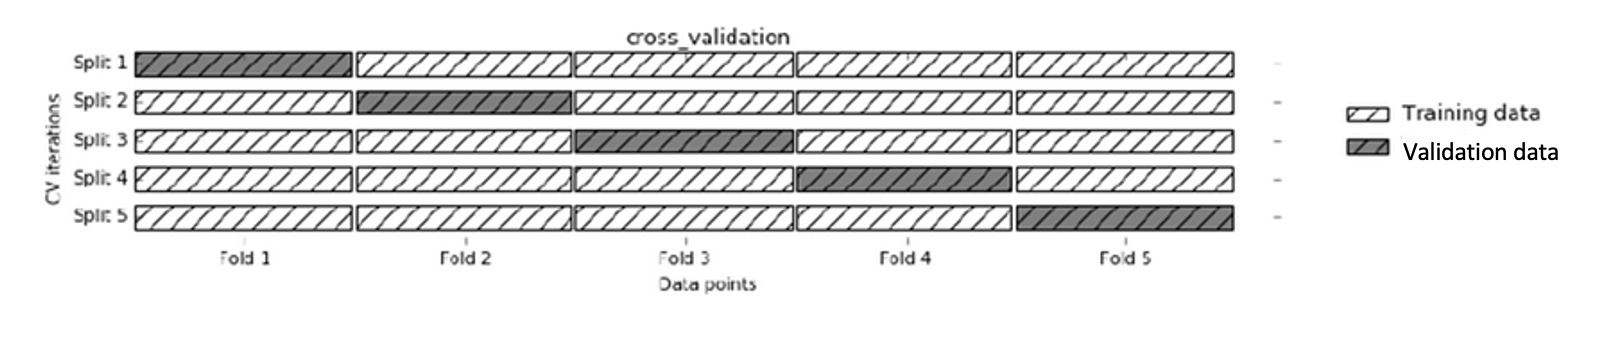 cross_validation
Split 1
Split 2
Split 3
Split 4
Split 5
CV iterations
Fold 1
Fold 2
Fold 3
Fold 4
Fold 5
Data points
Training data
Validation data